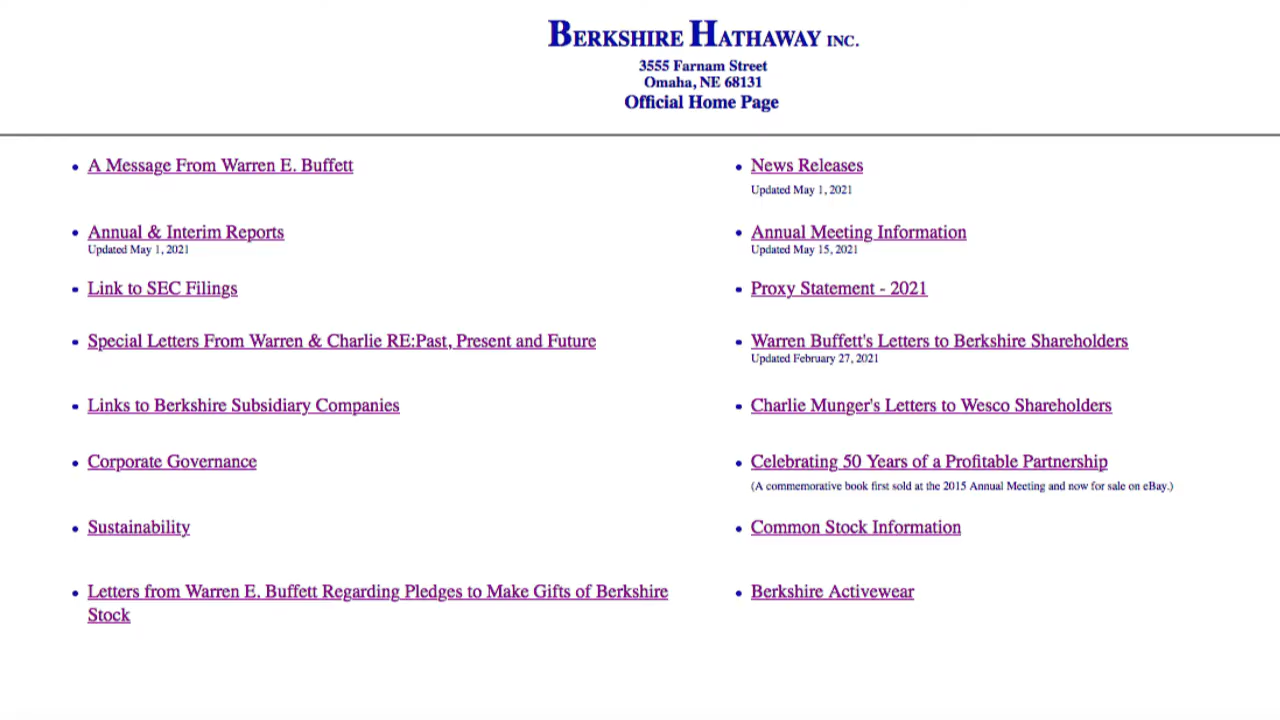 BERKSHIRE HATHAWAY INC.
3555 Farnam Street
Omaha, NE 68131
Official Home Page
A Message From Warren E. Buffett
News Releases
Updated May 1, 2021
Annual & Interim Reports
Updated May 1, 2021
Annual Meeting Information
Updated May 15, 2021
Link to SEC Filings
Proxy Statement - 2021
Special Letters From Warren & Charlie RE:Past, Present and Future
Warren Buffett's Letters to Berkshire Shareholders
Updated February 27, 2021
Links to Berkshire Subsidiary Companies
Charlie Munger's Letters to Wesco Shareholders
Corporate Governance
Celebrating 50 Years of a Profitable Partnership
(A commemorative book first sold at the 2015 Annual Meeting and now for sale on eBay.)
Sustainability
Common Stock Information
Letters from Warren E. Buffett Regarding Pledges to Make Gifts of Berkshire
Stock
Berkshire Activewear